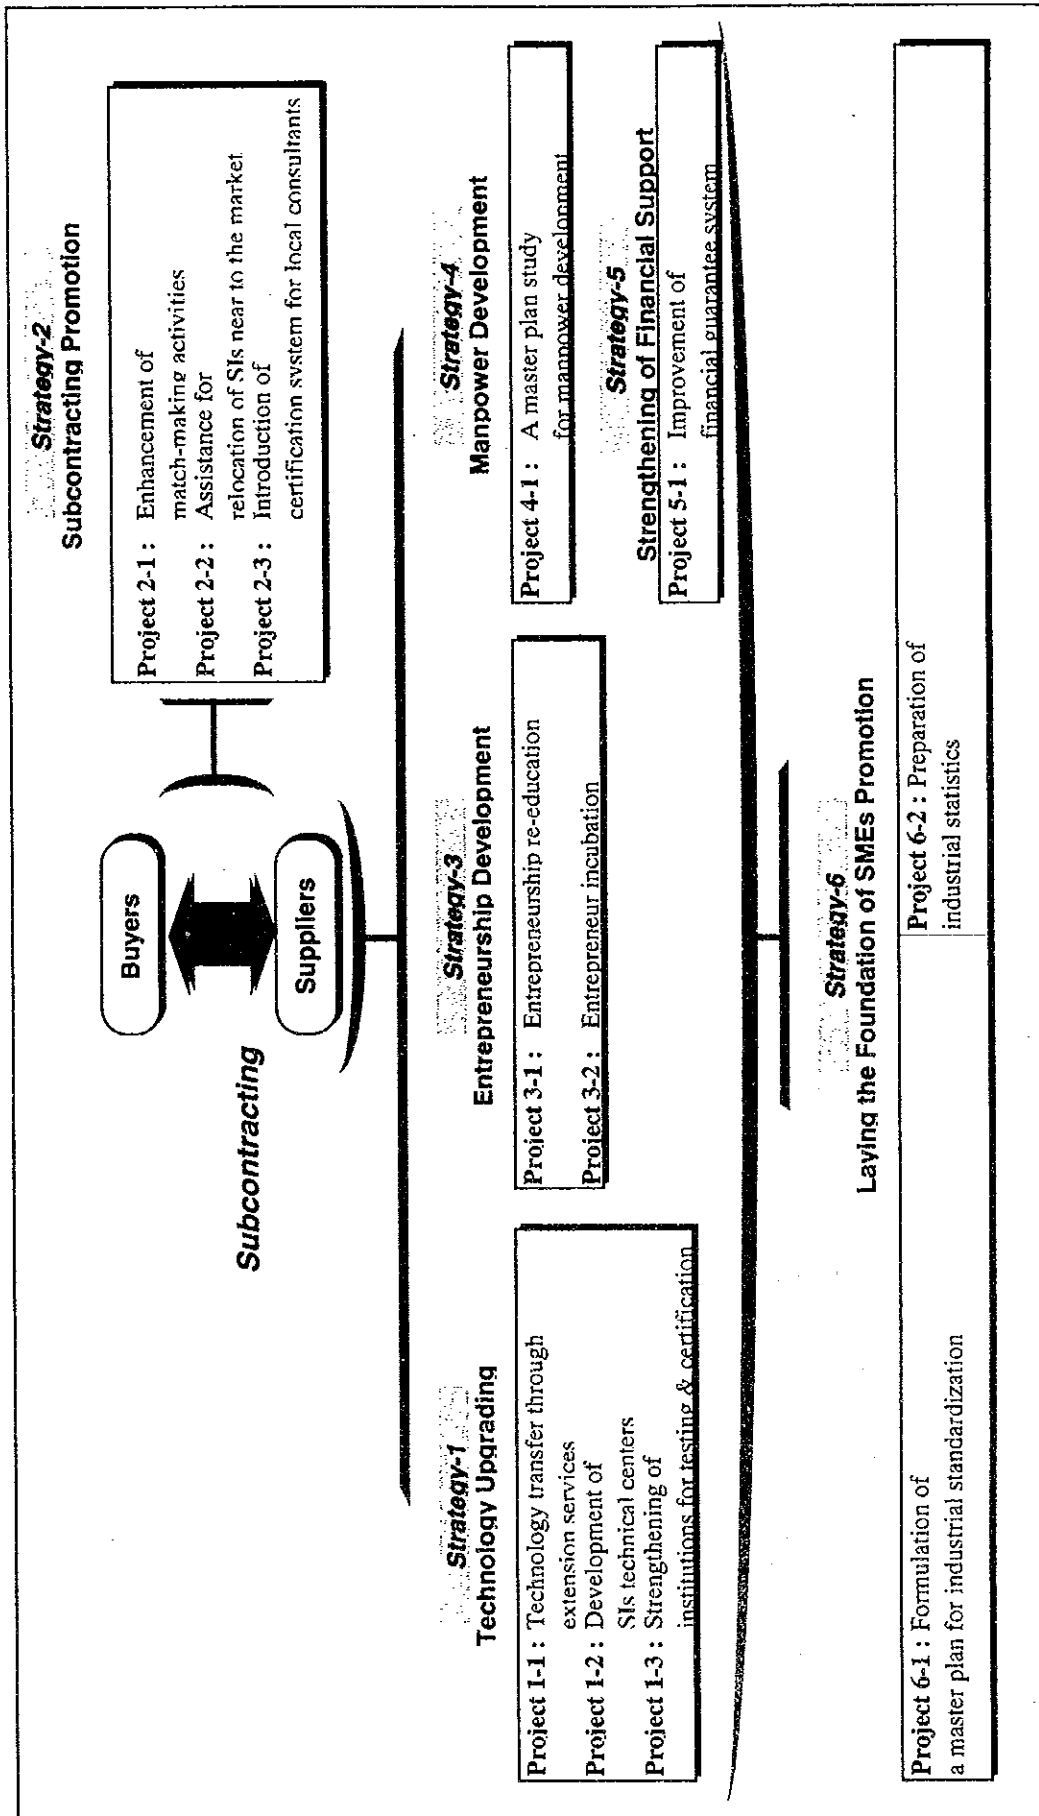 Strategy-2
Subcontracting Promotion
Project 2-1 : Enhancement of
match-making activities
Project 2-2 : Assistance for
relocation of SIs near to the market
Project 2-3 : Introduction of
certification system for local consultants
Buyers
Suppliers
Subcontracting
Strategy-1
Technology Upgrading
Project 1-1 : Technology transfer through
extension services
Project 1-2 : Development of
SIs technical centers
Project 1-3 : Strengthening of
institutions for testing & certification
Strategy-3
Entrepreneurship Development
Project 3-1 : Entrepreneurship re-education
Project 3-2 : Entrepreneur incubation
Strategy-4
Manpower Development
Project 4-1 : A master plan study
for manpower development
Strategy-5
Strengthening of Financial Support
Project 5-1 : Improvement of
financial guarantee system
Strategy-6
Laying the Foundation of SMEs Promotion
Project 6-1 : Formulation of
a master plan for industrial standardization
Project 6-2 : Preparation of
industrial statistics